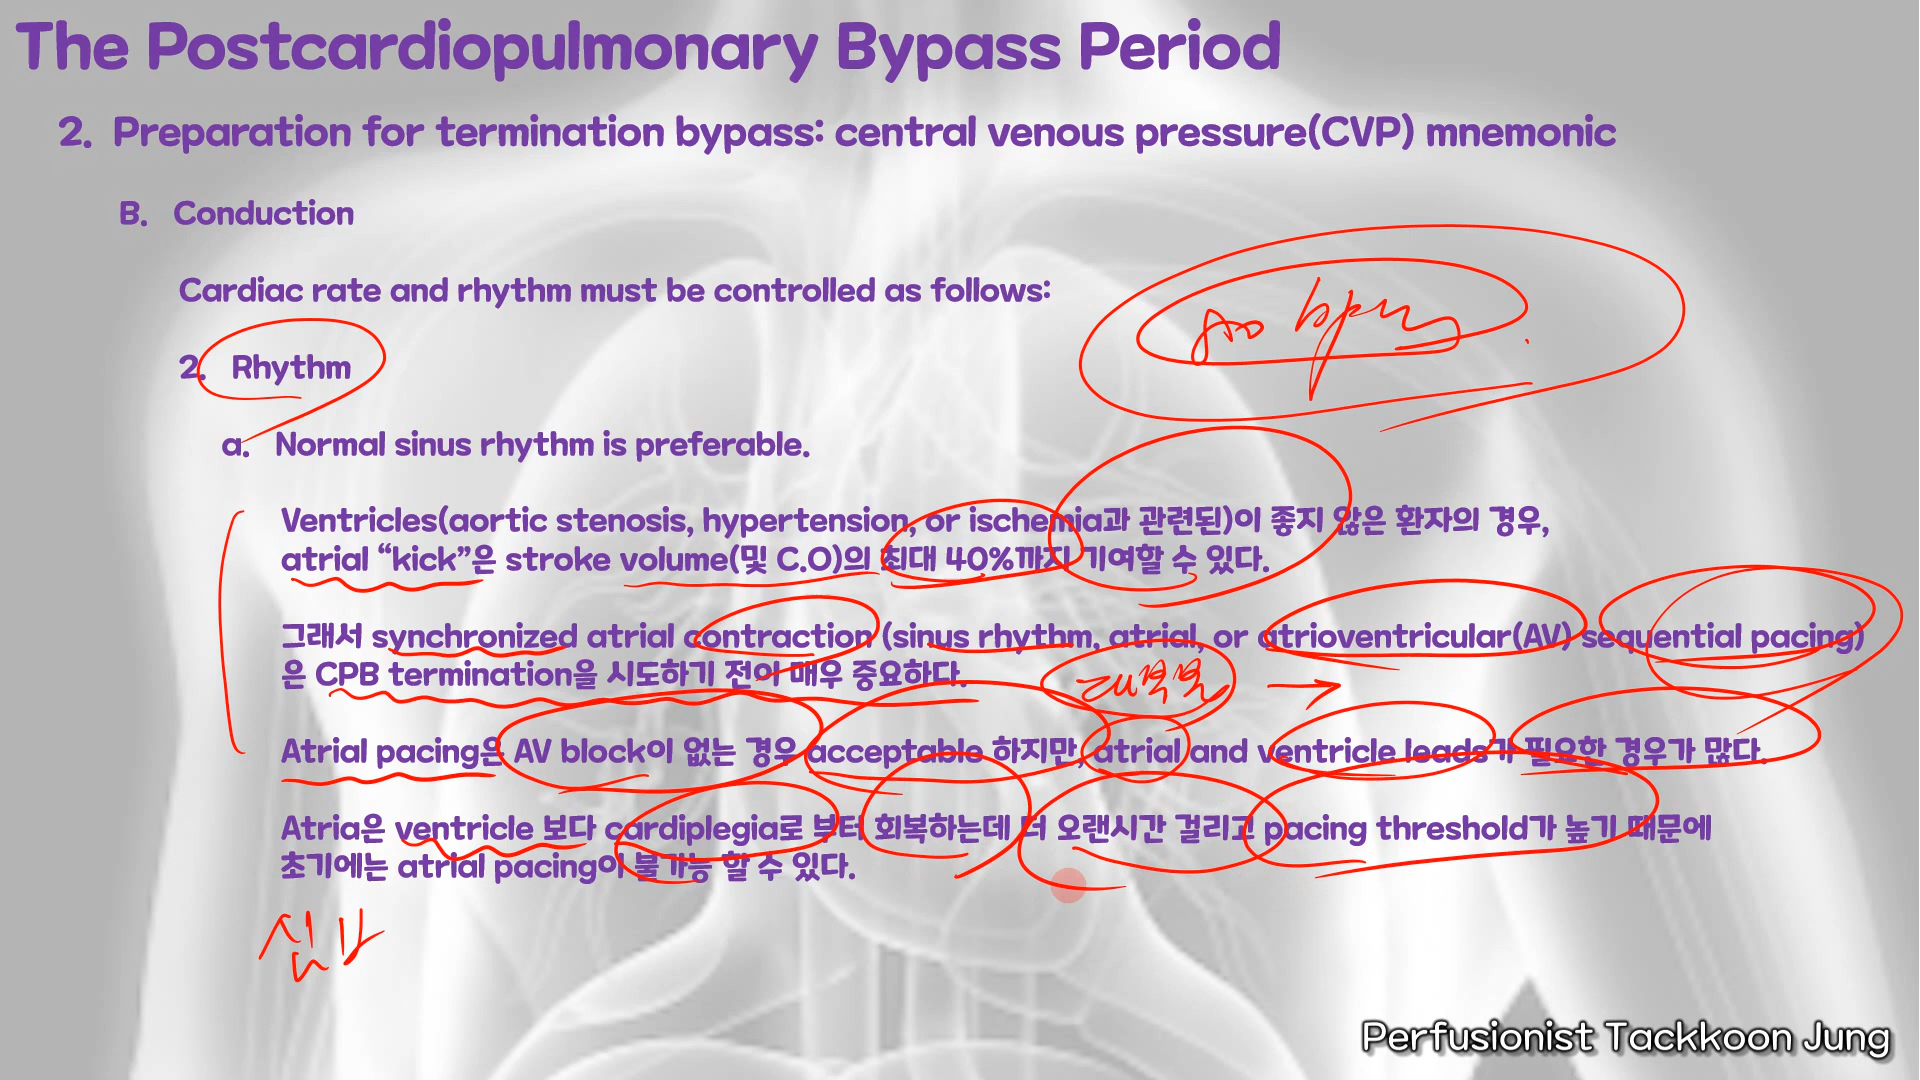 The Postcardiopulmonary Bypass Period
2. Preparation for termination bypass: central venous pressure(CVP) mnemonic
B. Conduction
Cardiac rate and rhythm must be controlled as follows:
bpm
2. Rhythm
a. Normal sinus rhythm is preferable.
Ventricles(aortic stenosis, hypertension, or ischemia과 관련된)이 좋지 않은 환자의 경우,
atrial “kick”은 stroke volume(및 C.O)의 최대 40%까지 기여할 수 있다.
그래서 synchronized atrial contraction (sinus rhythm, atrial, or atrioventricular(AV) sequential pacing)
은 CPB termination을 시도하기 전이 매우 중요하다.
Atrial pacing은 AV block이 없는 경우 acceptable 하지만, atrial and ventricle leads가 필요한 경우가 많다.
Atria은 ventricle 보다 cardiplegia로 부터 회복하는데 더 오랜시간 걸리고 pacing threshold가 높기 때문에
초기에는 atrial pacing이 불가능 할 수 있다.
심방
Perfusionist Tackkoon Jung